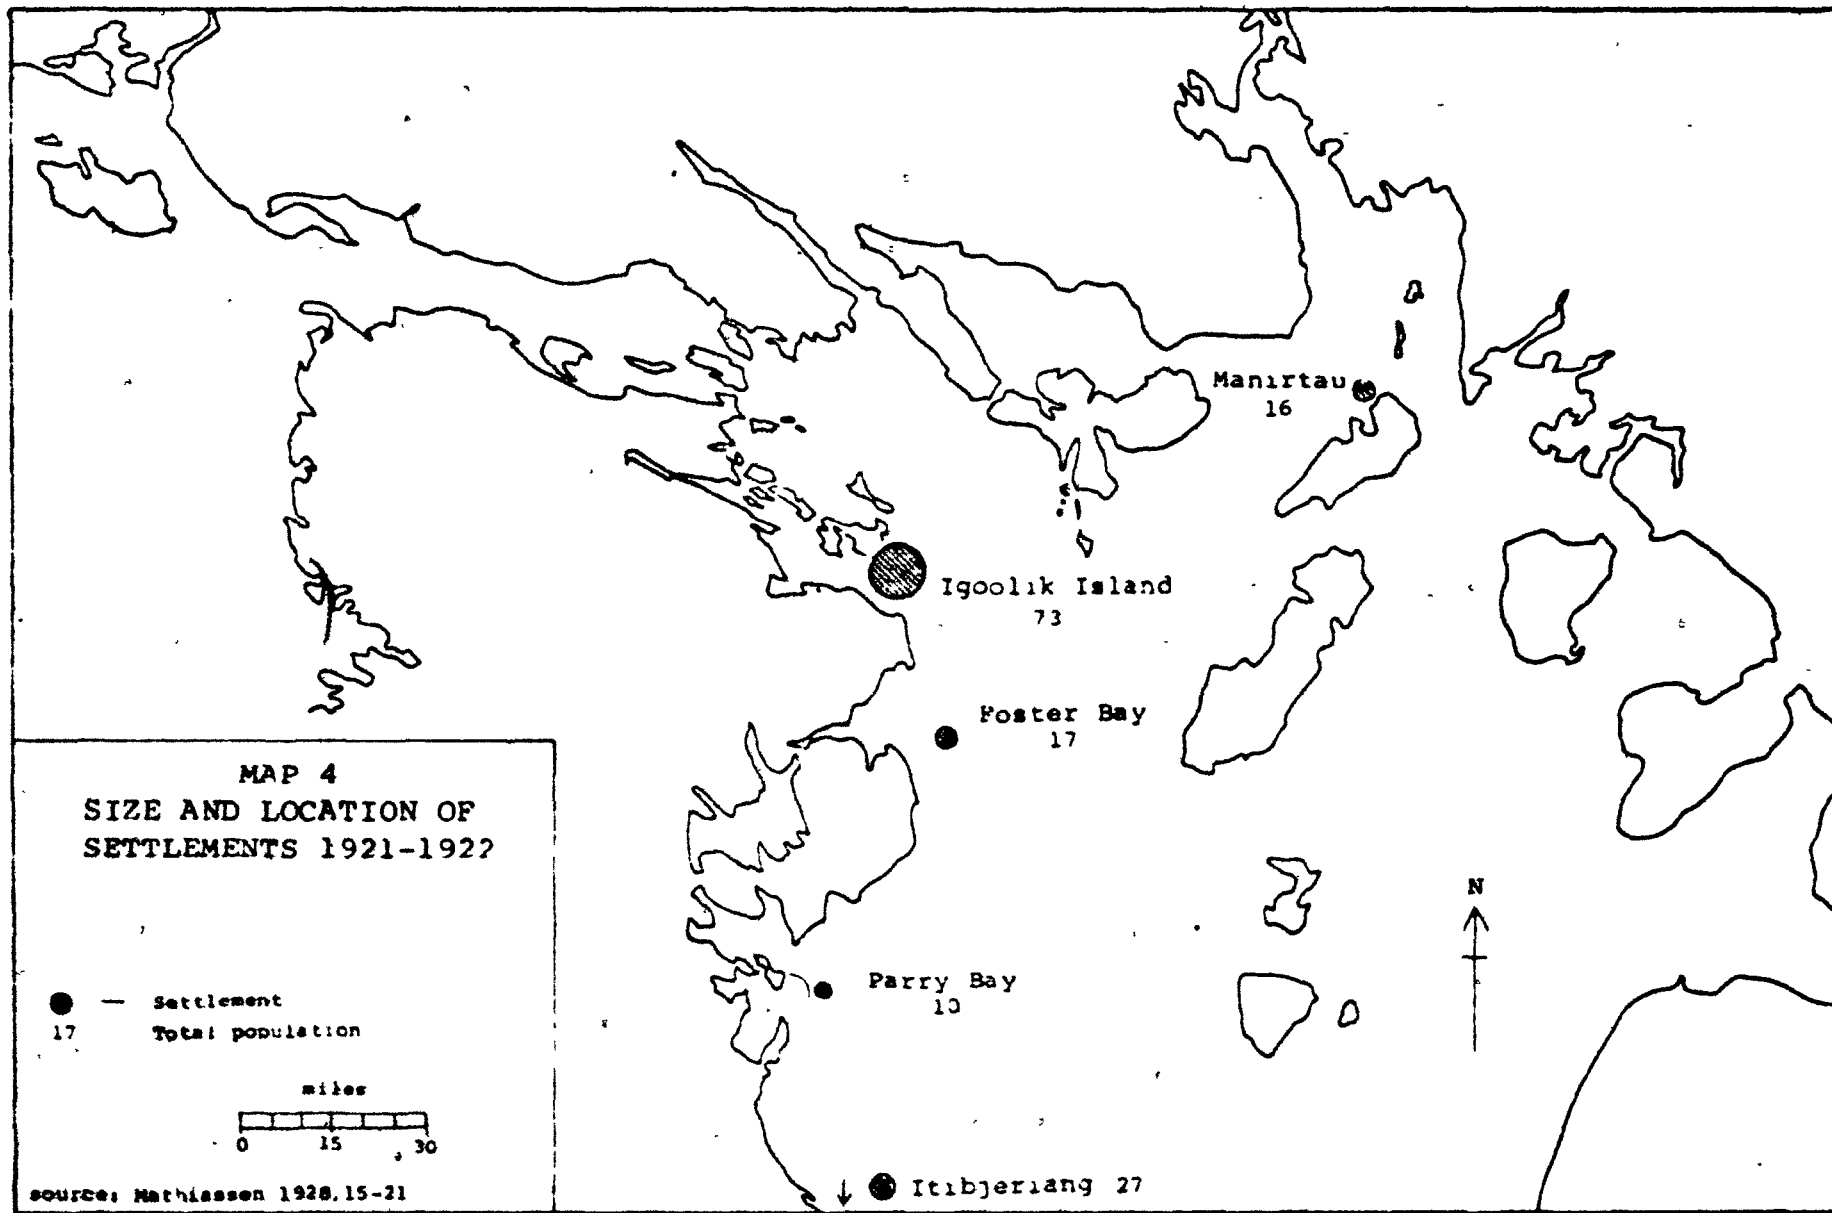 Manirtau
16
Igoolik Island
73
Foster Bay
17
MAP 4
SIZE AND LOCATION OF
SETTLEMENTS 1921-1922
N
Parry Bay
10
— Settlement
17 Total population
miles
0 15 30
Itibjeriang 27
source: Mathiassen 1928,15-21